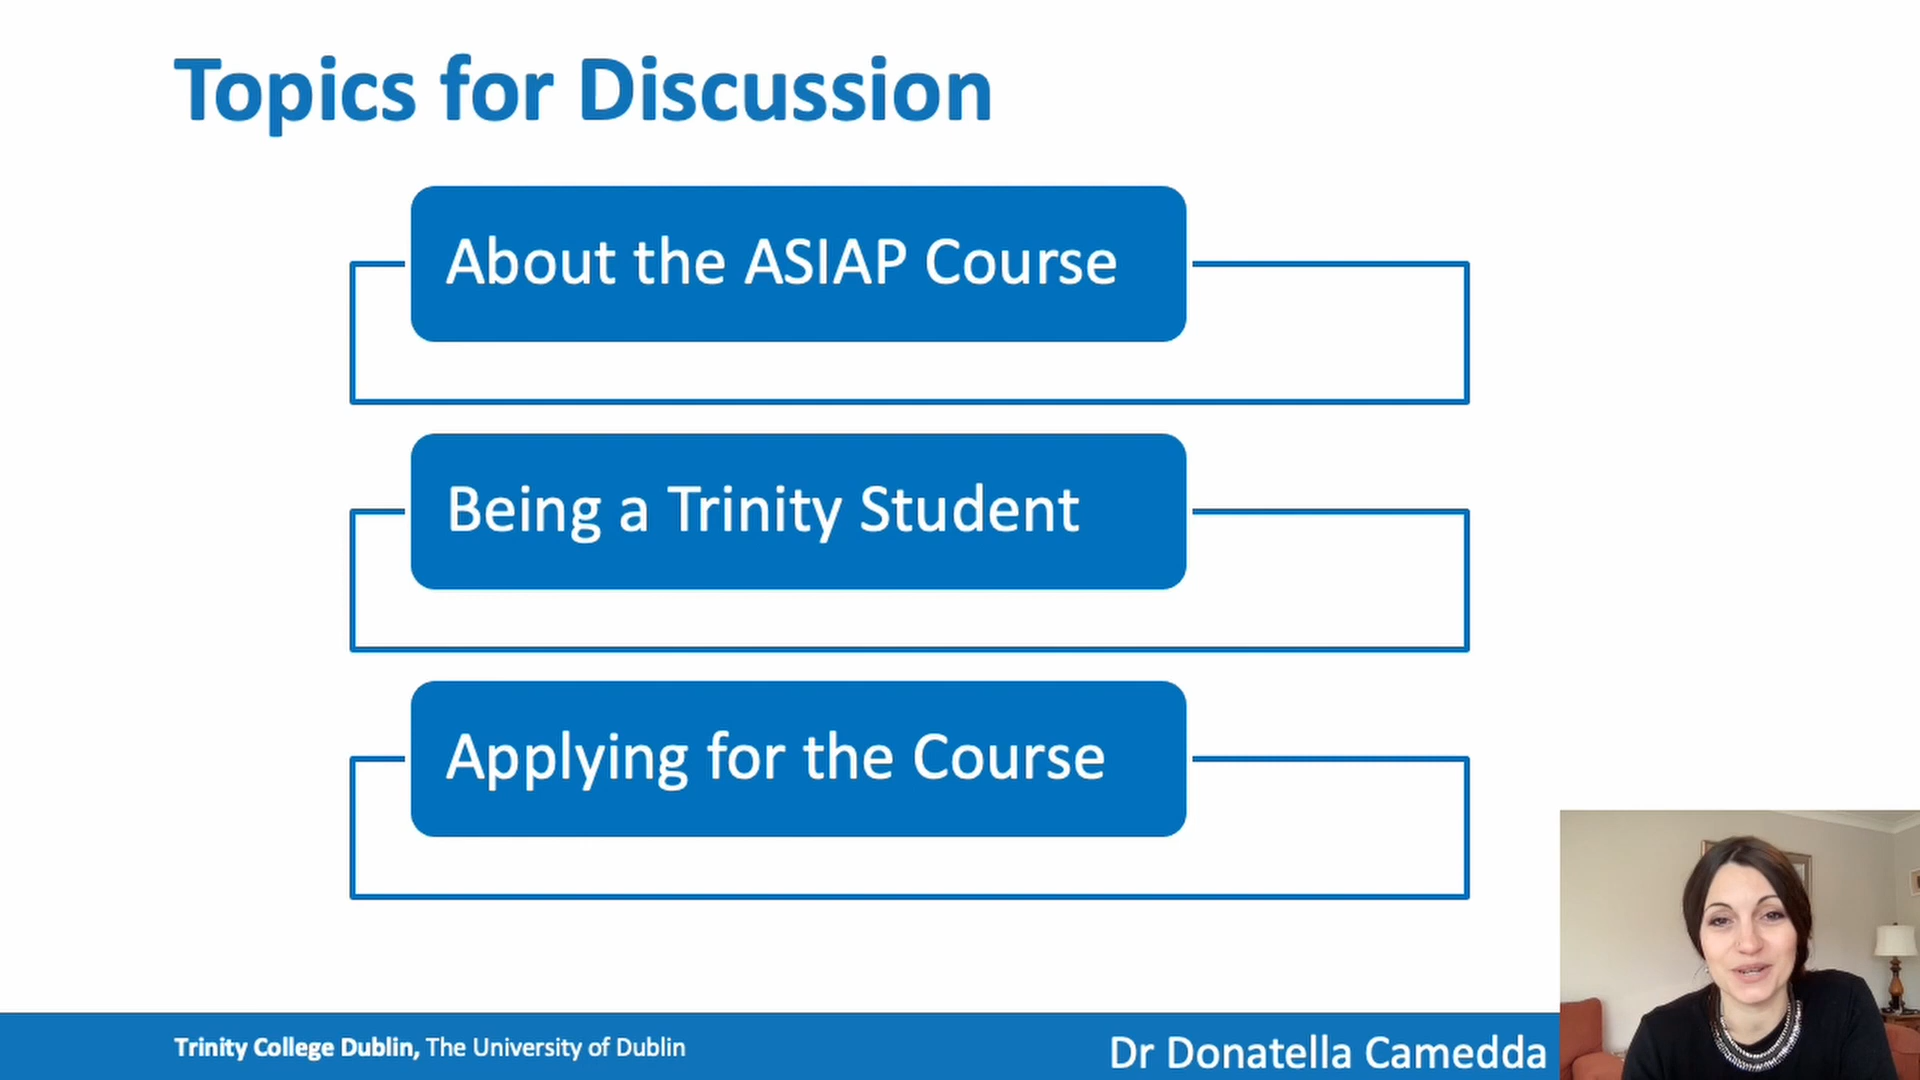 Topics for Discussion
About the ASIAP Course
Being a Trinity Student
Applying for the Course
Trinity College Dublin, The University of Dublin
Dr Donatella Camedda